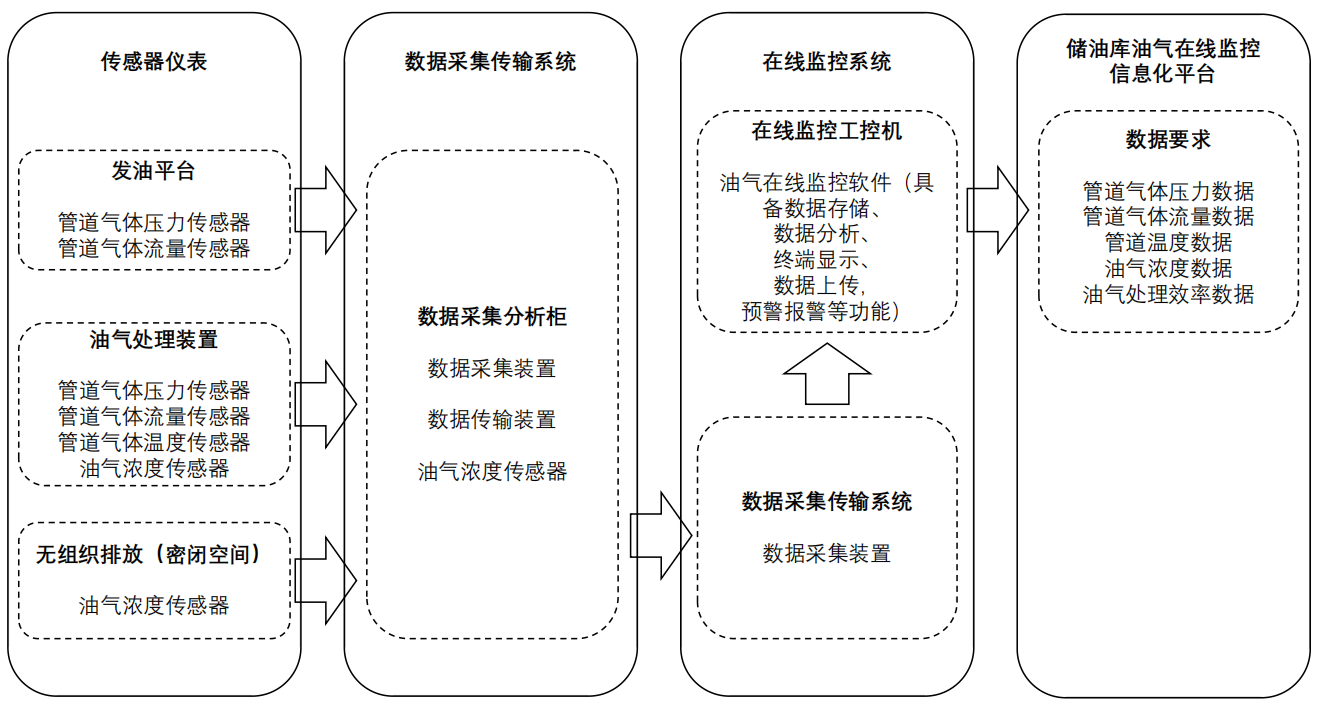 传感器仪表
发油平台
管道气体压力传感器
管道气体流量传感器
油气处理装置
管道气体压力传感器
管道气体流量传感器
管道气体温度传感器
油气浓度传感器
无组织排放（密闭空间）
油气浓度传感器
数据采集传输系统
数据采集分析柜
数据采集装置
数据传输装置
油气浓度传感器
在线监控系统
在线监控工控机
油气在线监控软件（具
备数据存储、
数据分析、
终端显示、
数据上传,
预警报警等功能）
数据采集传输系统
数据采集装置
储油库油气在线监控
信息化平台
数据要求
管道气体压力数据
管道气体流量数据
管道温度数据
油气浓度数据
油气处理效率数据